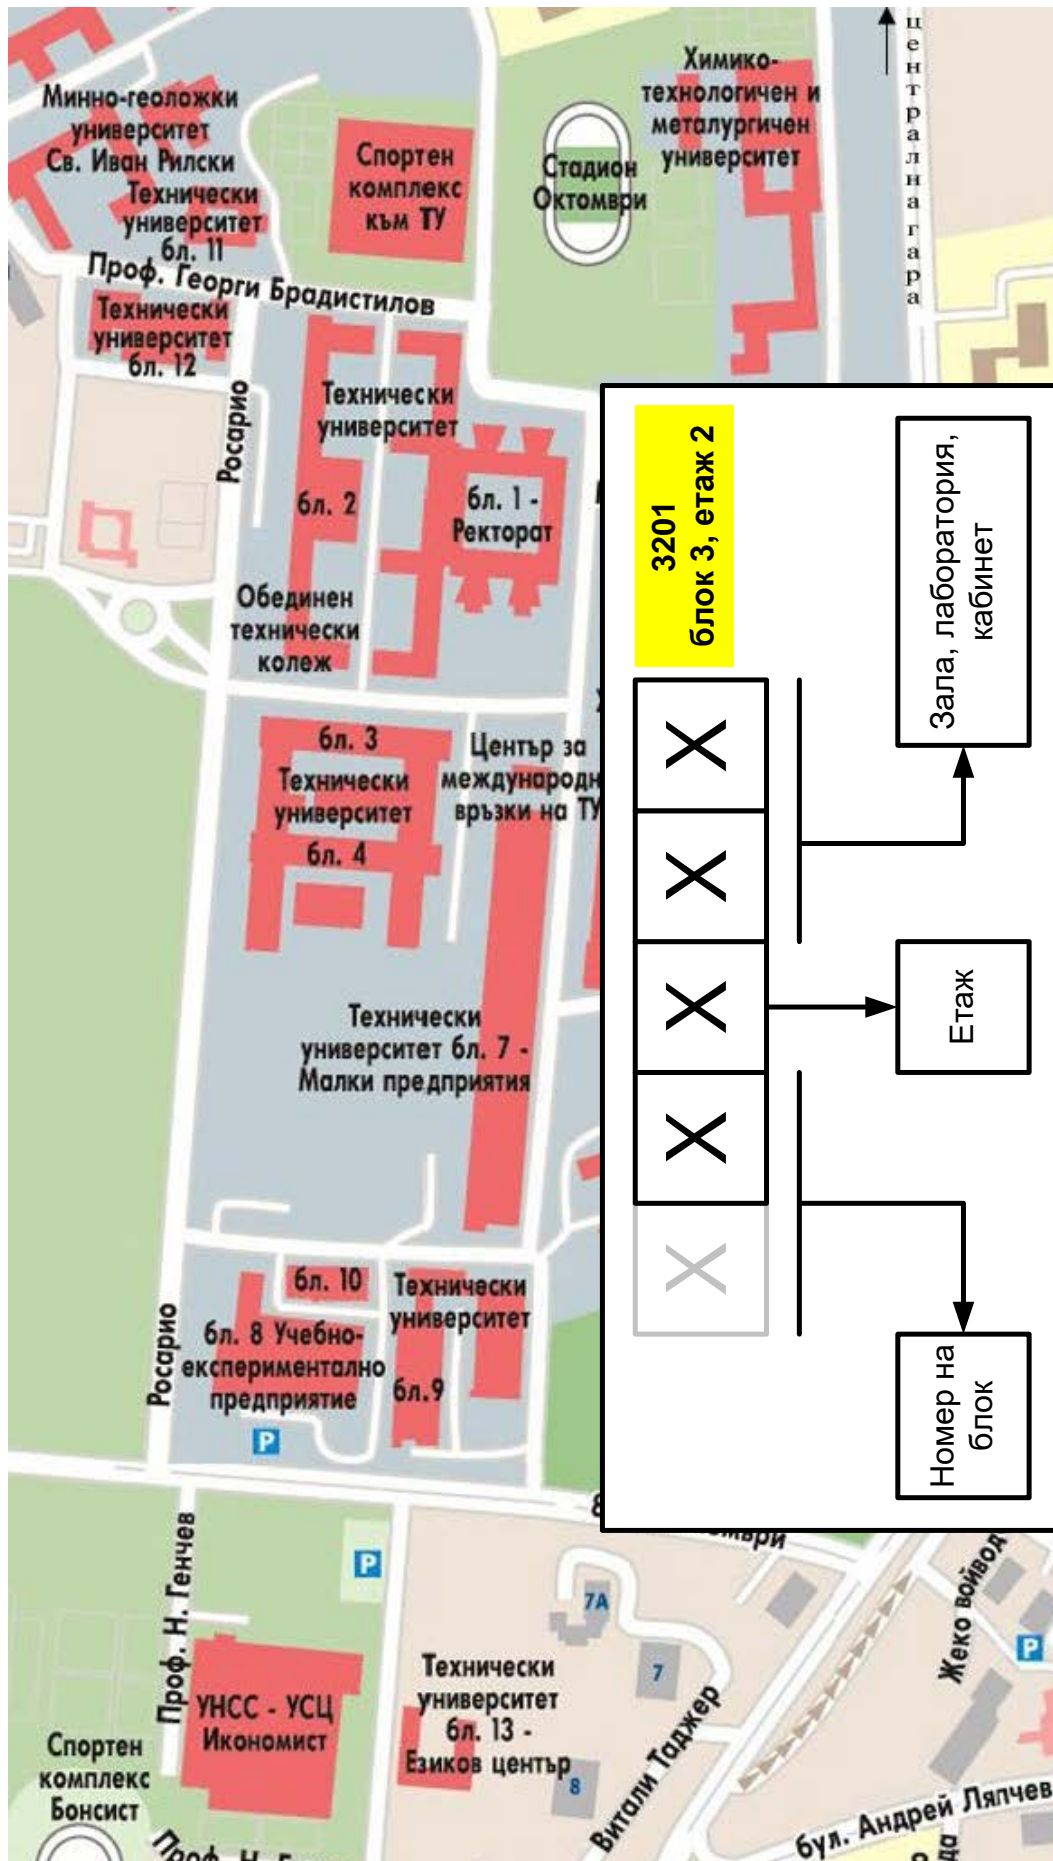 Минно-геоложки
университет
Св. Иван Рилски
Технически
университет
бл. 11
Спортен
комплекс
към ТУ
Стадион
Октомври
Химико-
технологичен и
металургичен
университет
централна гара
Проф. Георги Брадистилов
Технически
университет
бл. 12
Росарио
Технически
университет
бл. 2
бл. 1 -
Ректорат
Обединен
технически
колеж
бл. 3
Технически
университет
бл. 4
Център за
международн
връзки на ТУ
Технически
университет бл. 7 -
Малки предприятия
3201
блок 3, етаж 2
X
X
X
X
X
Зала, лаборатория,
кабинет
Етаж
Номер на
блок
бл. 10
Технически
университет
бл. 8 Учебно-
експериментално
предприятие
бл.9
Росарио
P
8
омври
Проф. Н. Генчев
P
7А
7
8
Жеко войвод
P
УНСС - УСЦ
Икономист
Технически
университет
бл. 13 -
Езиков център
Витали Таджер
бул. Андрей Ляпчев
Спортен
комплекс
Бонсист